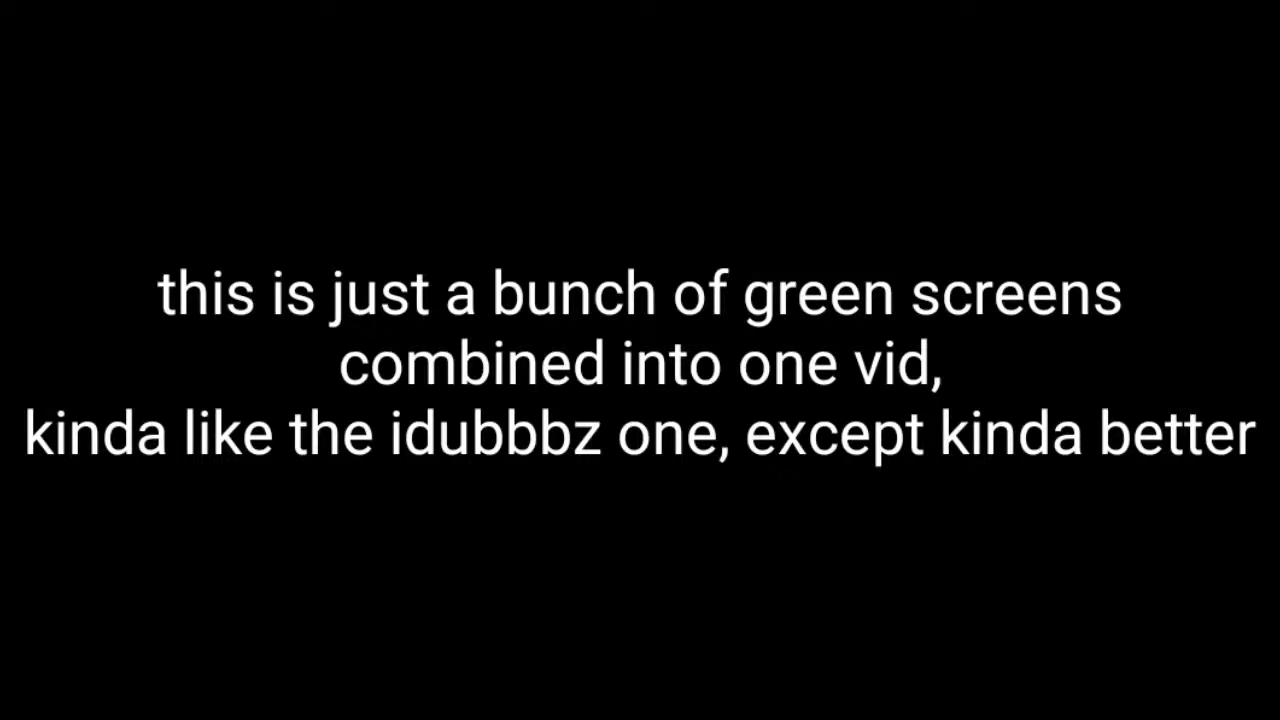 this is just a bunch of green screens
combined into one vid,
kinda like the idubbbz one, except kinda better